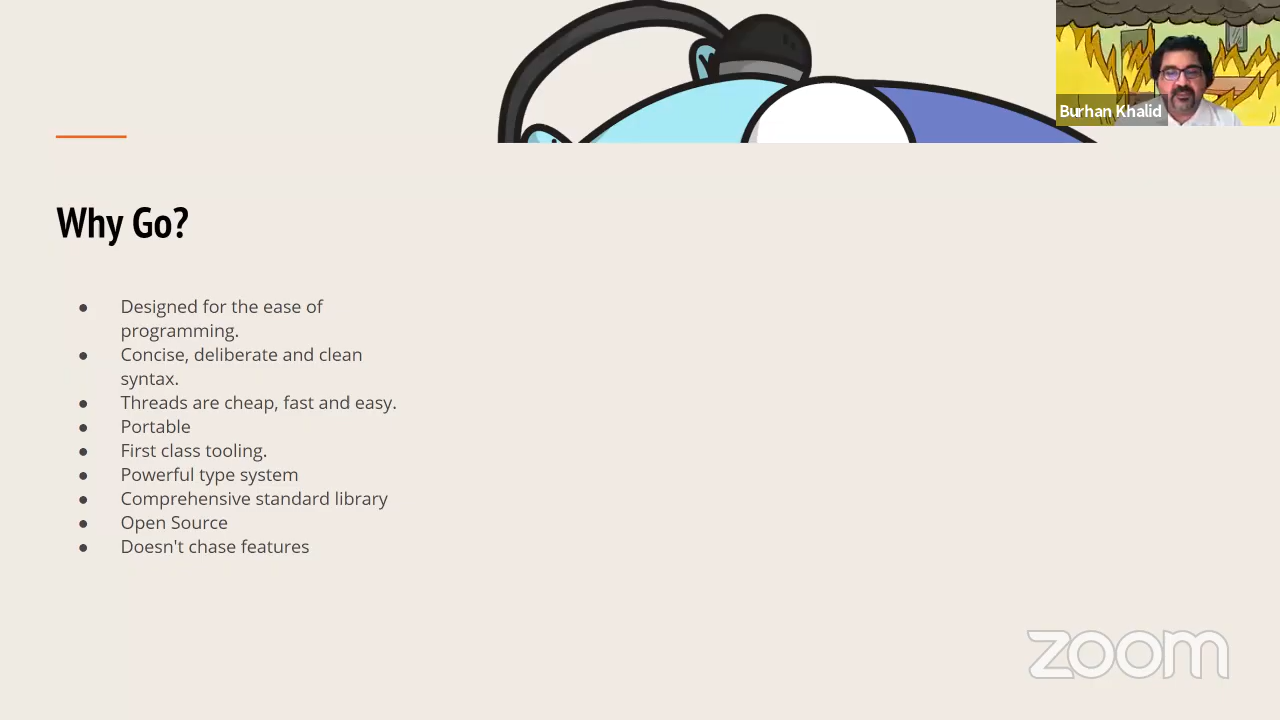 Burhan Khalid
Why Go?
● Designed for the ease of
programming.
● Concise, deliberate and clean
syntax.
● Threads are cheap, fast and easy.
● Portable
● First class tooling.
● Powerful type system
● Comprehensive standard library
● Open Source
● Doesn't chase features
zoom